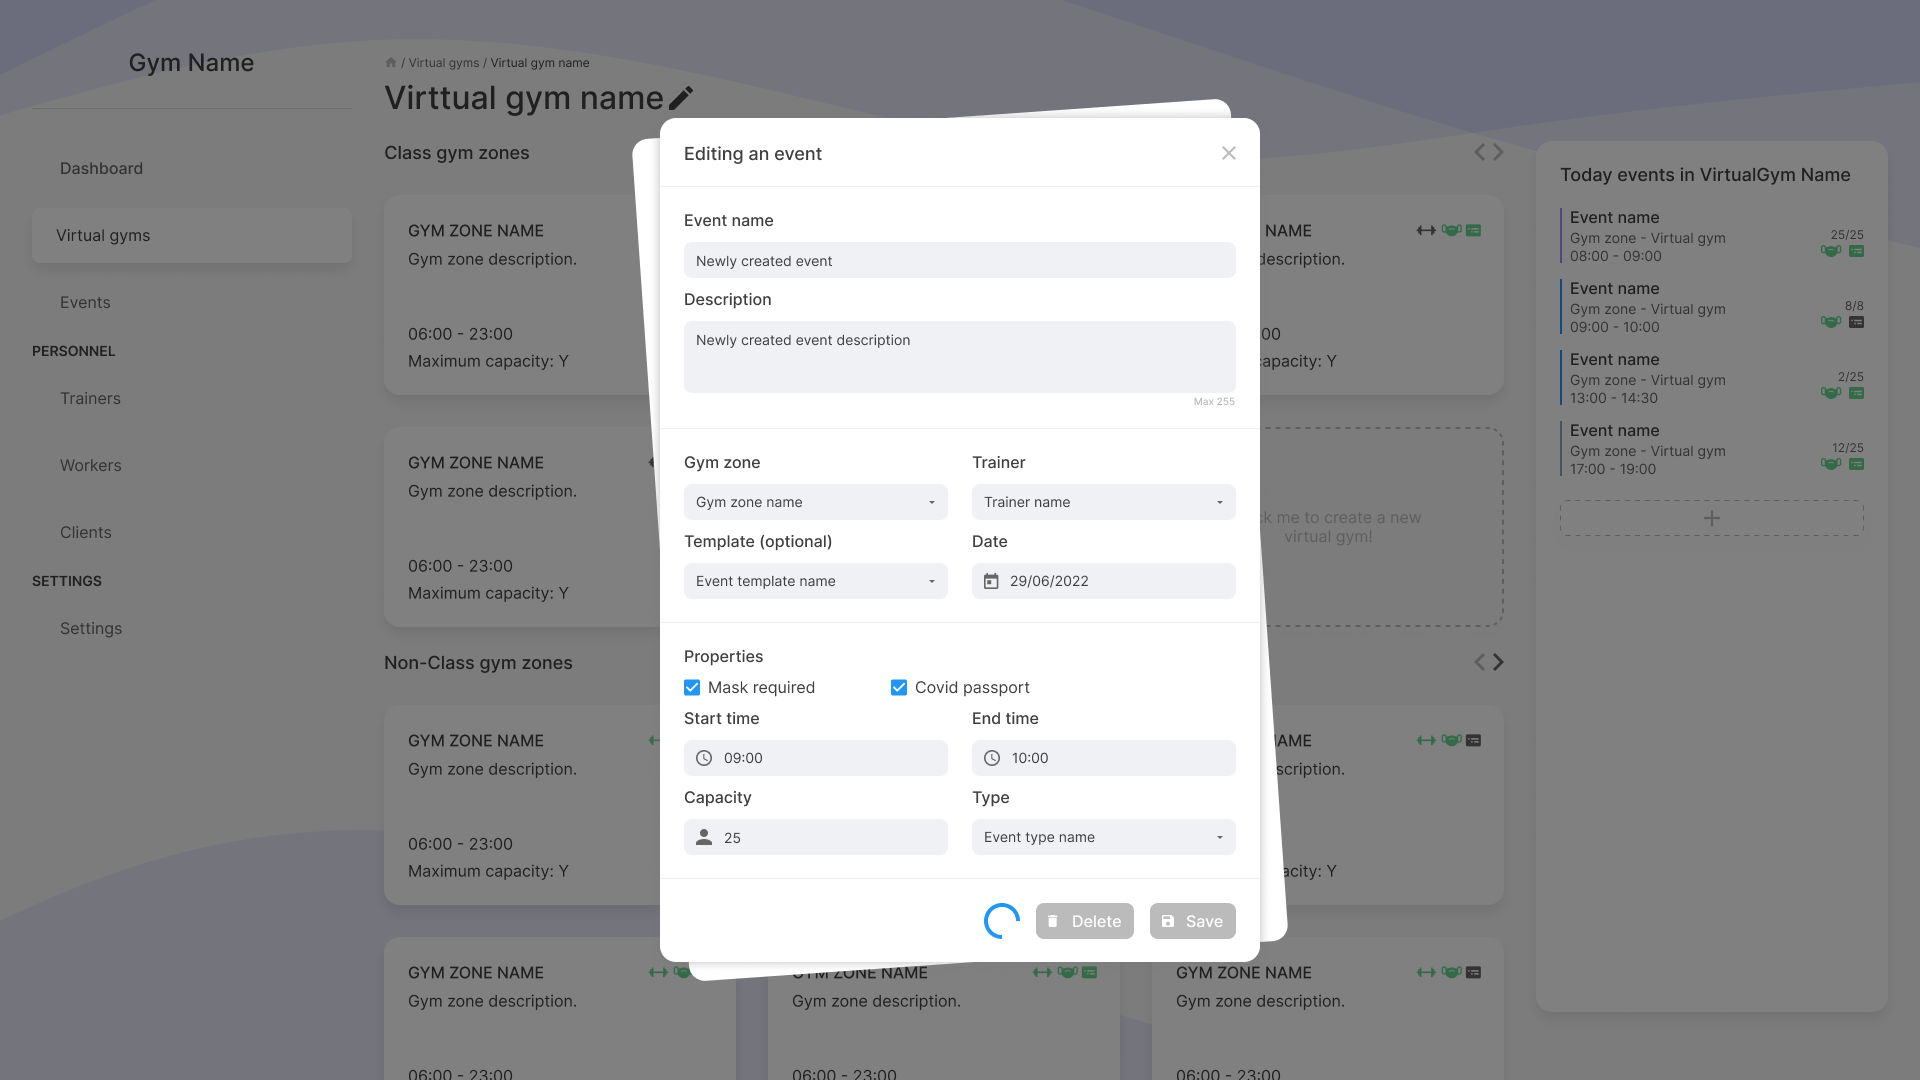 Gym Name
Dashboard
Virtual gyms
Events
PERSONNEL
Trainers
Workers
Clients
SETTINGS
Settings
/ Virtual gyms / Virtual gym name
Virttual gym name
Class gym zones
GYM ZONE NAME
Gym zone description.
06:00 - 23:00
Maximum capacity: Y
GYM ZONE NAME
Gym zone description.
06:00 - 23:00
Maximum capacity: Y
NAME
description.
:00
capacity: Y
ck me to create a new
virtual gym!
Non-Class gym zones
GYM ZONE NAME
Gym zone description.
06:00 - 23:00
Maximum capacity: Y
NAME
scription.
acity: Y
GYM ZONE NAME
Gym zone description.
06:00 - 23:00
GYM ZONE NAME
Gym zone description.
06:00 - 23:00
GYM ZONE NAME
Gym zone description.
06:00 - 23:00
Editing an event
Event name
Newly created event
Description
Newly created event description
Max 255
Gym zone
Trainer
Gym zone name
Trainer name
Template (optional)
Date
Event template name
29/06/2022
Properties
Mask required
Covid passport
Start time
End time
09:00
10:00
Capacity
Type
25
Event type name
Delete
Save
Today events in VirtualGym Name
Event name
Gym zone - Virtual gym
25/25
08:00 - 09:00
Event name
Gym zone - Virtual gym
8/8
09:00 - 10:00
Event name
Gym zone - Virtual gym
2/25
13:00 - 14:30
Event name
Gym zone - Virtual gym
12/25
17:00 - 19:00